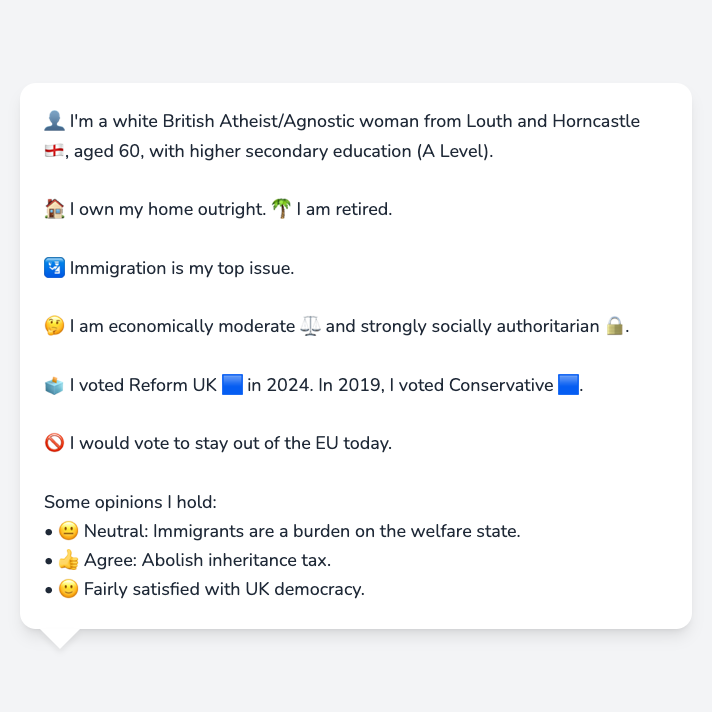 👤 I'm a white British Atheist/Agnostic woman from Louth and Horncastle
🏴󠁧󠁢󠁥󠁮󠁧󠁿, aged 60, with higher secondary education (A Level).
🏠 I own my home outright. 🌴 I am retired.
🛂 Immigration is my top issue.
🤔 I am economically moderate ⚖️ and strongly socially authoritarian 🔒.
🗳️ I voted Reform UK 🟦 in 2024. In 2019, I voted Conservative 🟦.
🚫 I would vote to stay out of the EU today.
Some opinions I hold:
• 😐 Neutral: Immigrants are a burden on the welfare state.
• 👍 Agree: Abolish inheritance tax.
• 🙂 Fairly satisfied with UK democracy.